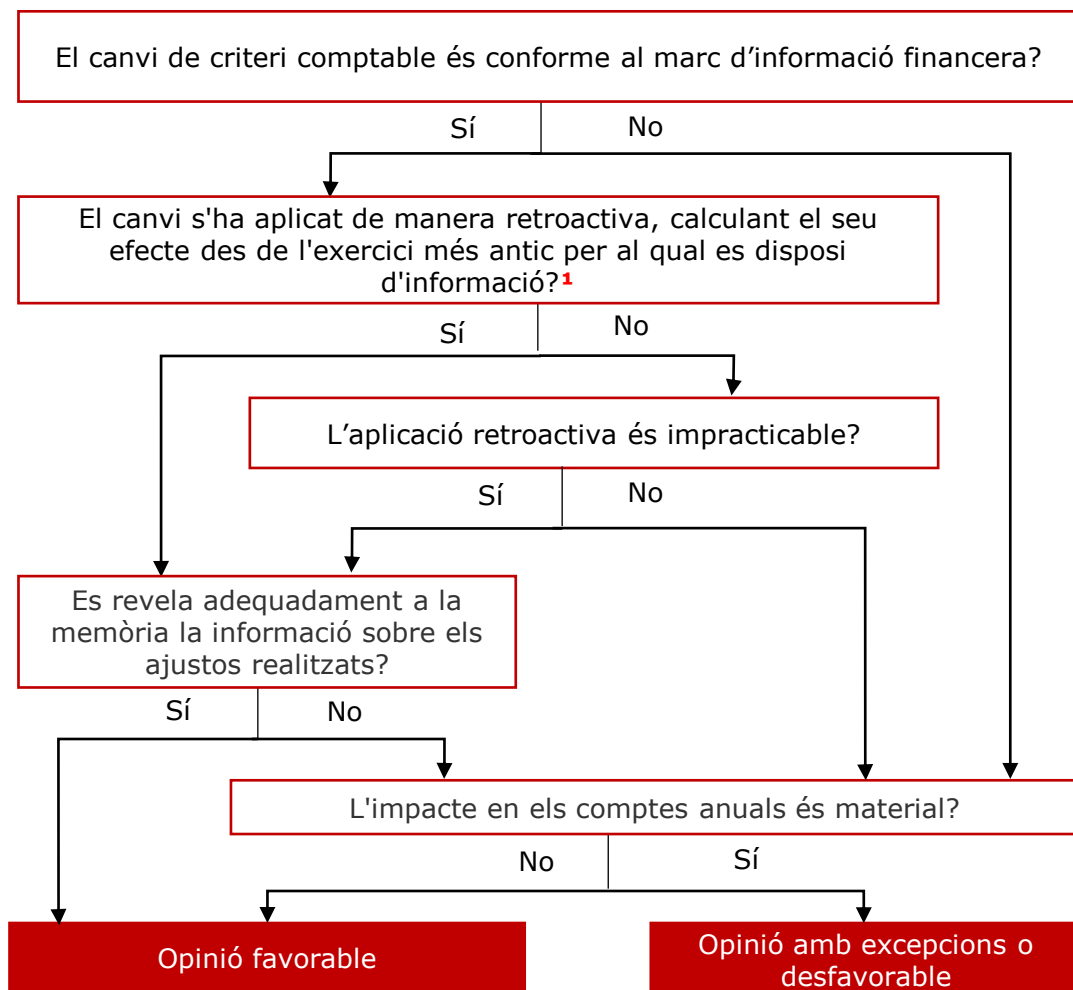 El canvi de criteri comptable és conforme al marc d’informació financera?
Sí
No
El canvi s'ha aplicat de manera retroactiva, calculant el seu
efecte des de l'exercici més antic per al qual es disposi
d'informació?¹
Sí
No
L’aplicació retroactiva és impracticable?
Sí
No
Es revela adequadament a la
memòria la informació sobre els
ajustos realitzats?
Sí
No
L'impacte en els comptes anuals és material?
No
Sí
Opinió favorable
Opinió amb excepcions o
desfavorable